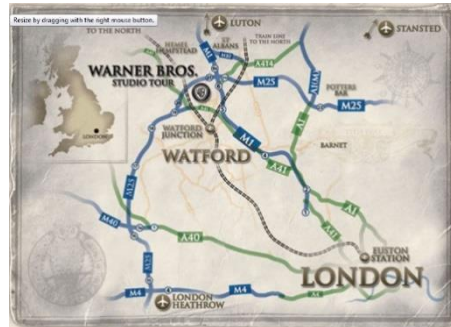 Resize by dragging with the right mouse button.
LUTON
STANSTED
TO THE NORTH
HEMEL
HEMPSTEAD
ST
ALBANS
TRAIN LINE
TO THE NORTH
M1
A414
WARNER BROS.
STUDIO TOUR
M25
A1(M)
POTTERS
BAR
M25
LONDON
WATFORD
JUNCTION
WATFORD
M1
A1
BARNET
A41
M25
A1
A41
M40
A40
EUSTON
STATION
M25
LONDON
M4
LONDON
HEATHROW
M4
A4